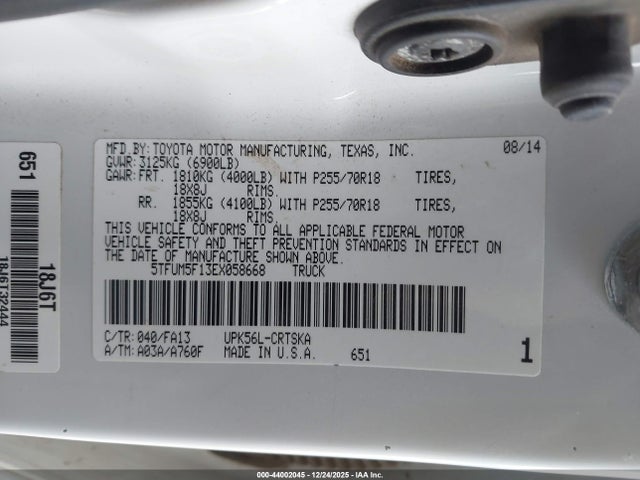 MFD.BY:TOYOTA MOTOR MANUFACTURING, TEXAS, INC. 08/14
GVWR:3125KG (6900LB)
GAWR:FRT. 1810KG (4000LB) WITH P255/70R18 TIRES,
18X8J RIMS.
RR. 1855KG (4100LB) WITH P255/70R18 TIRES,
18X8J RIMS.
THIS VEHICLE CONFORMS TO ALL APPLICABLE FEDERAL MOTOR
VEHICLE SAFETY AND THEFT PREVENTION STANDARDS IN EFFECT ON
THE DATE OF MANUFACTURE SHOWN ABOVE.
5TFUM5F13EX058668 TRUCK
C/TR:040/FA13 UPK56L-CRTSKA
A/TM:A03A/A760F MADE IN U.S.A. 651 1
651
18J6T
18J6T32444
000-44002045 - 12/24/2025 - IAA Inc.